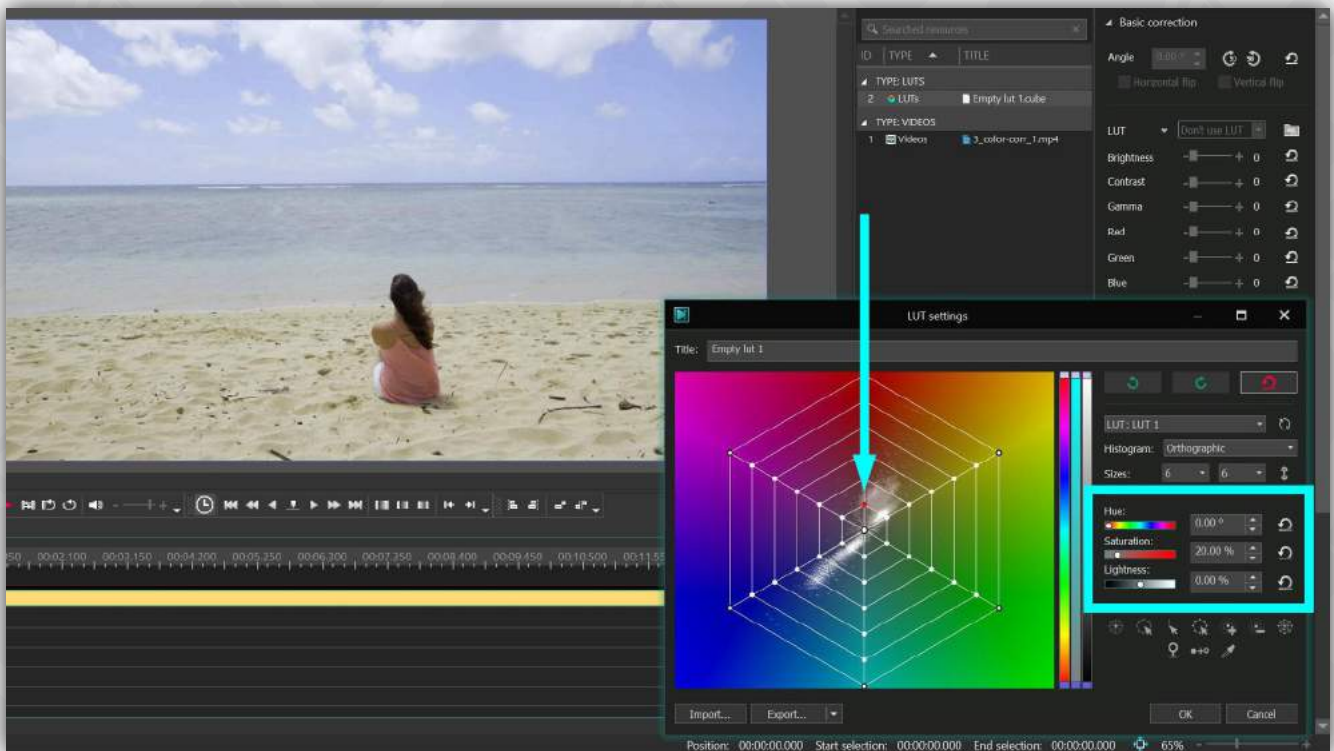 Searched resources
ID TYPE TITLE
TYPE: LUTS
2 LUTs Empty lut 1.cube
TYPE: VIDEOS
1 Videos 3_color-corr_1.mp4
Basic correction
Angle 0.00 °
Horizontal flip Vertical flip
LUT Don't use LUT
Brightness - + 0
Contrast - + 0
Gamma - + 0
Red - + 0
Green - + 0
Blue - + 0
LUT settings
Title: Empty lut 1
LUT: LUT 1
Histogram: Orthographic
Sizes: 6 6
Hue:
0.00 °
Saturation:
20.00 %
Lightness:
0.00 %
Import... Export... OK Cancel
00:02.100 00:03.150 00:04.200 00:05.250 00:06.300 00:07.350 00:08.400 00:09.450 00:10.500
Position: 00:00:00.000 Start selection: 00:00:00.000 End selection: 00:00:00.000 65% - +